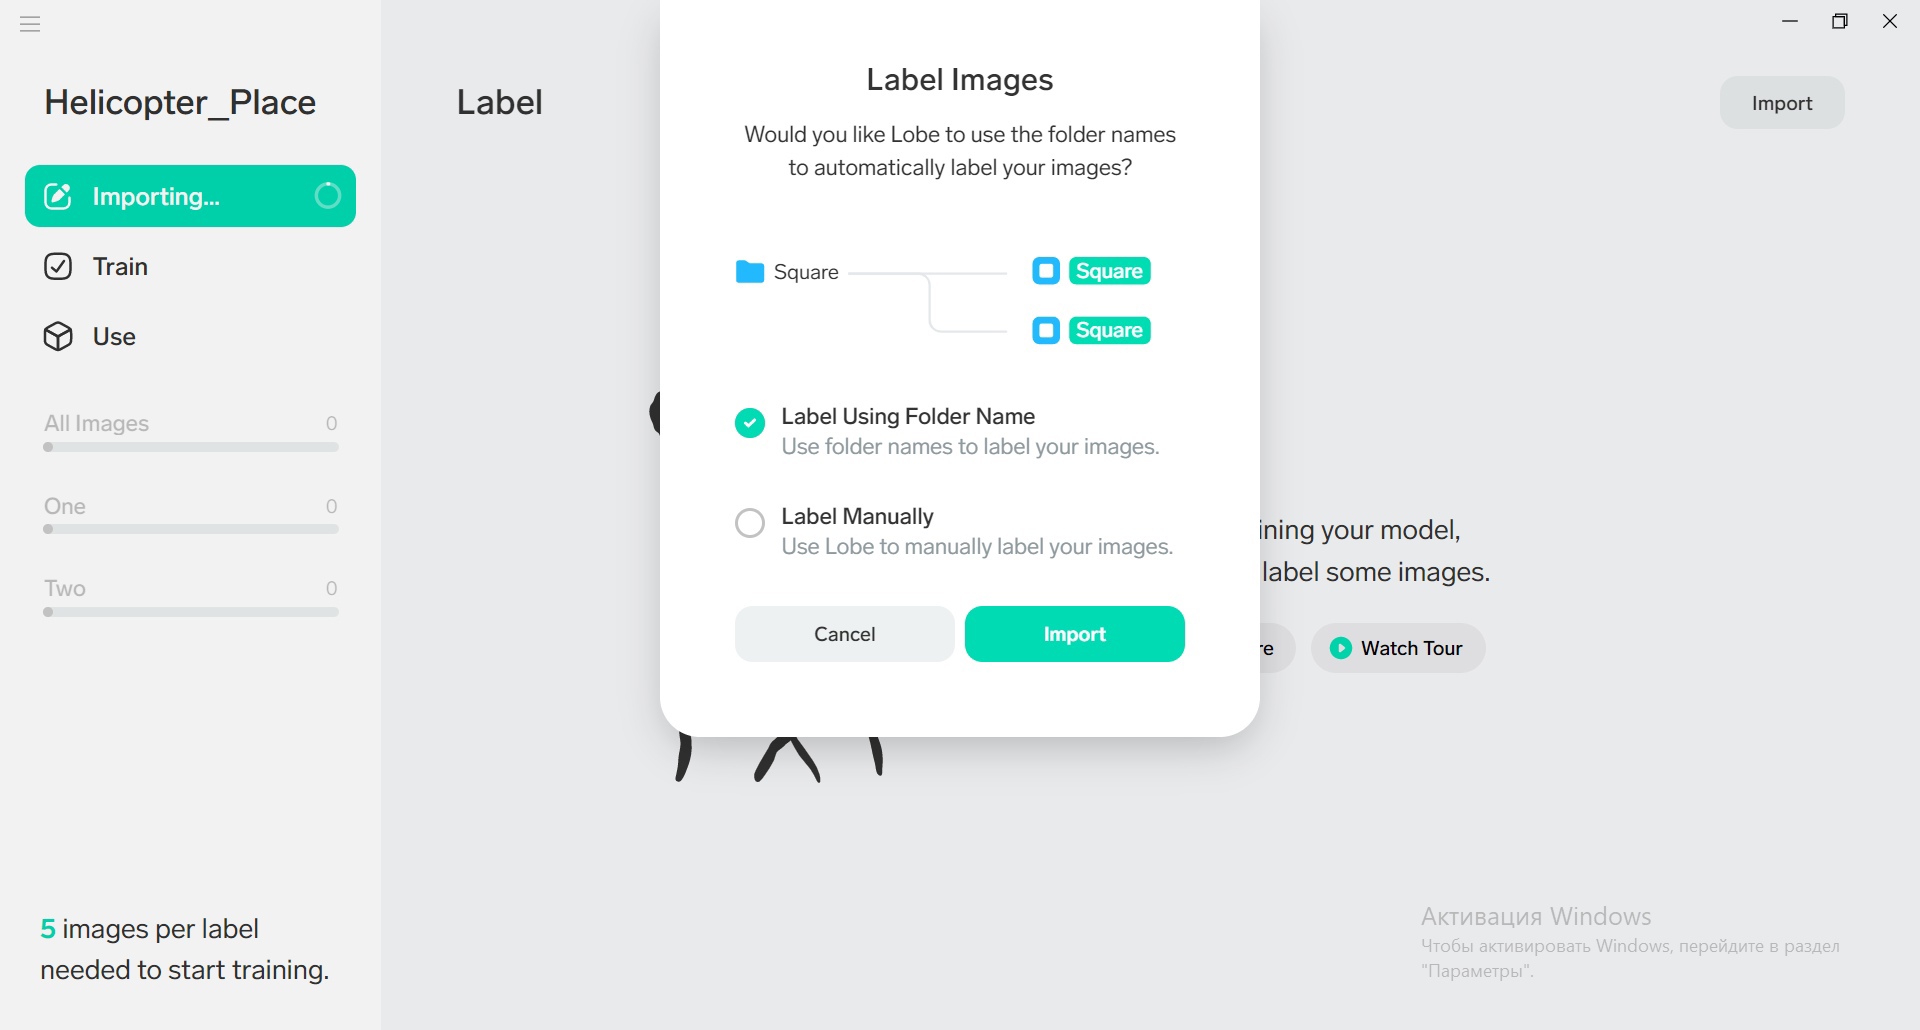 Helicopter_Place
Importing...
Train
Use
All Images 0
One 0
Two 0
5 images per label
needed to start training.
Label
Import
Label Images
Would you like Lobe to use the folder names
to automatically label your images?
Square
Square
Square
Label Using Folder Name
Use folder names to label your images.
Label Manually
Use Lobe to manually label your images.
Cancel
Import
your model,
label some images.
Watch Tour
Активация Windows
Чтобы активировать Windows, перейдите в раздел
"Параметры".